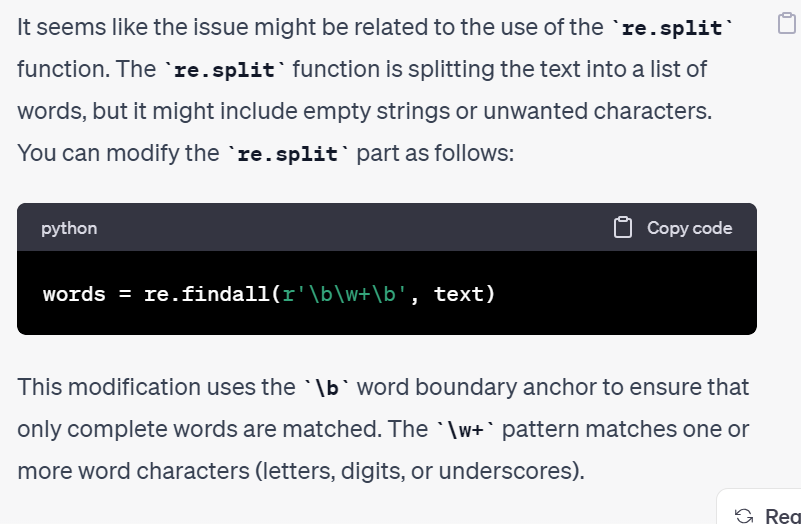 It seems like the issue might be related to the use of the `re.split`
function. The `re.split` function is splitting the text into a list of
words, but it might include empty strings or unwanted characters.
You can modify the `re.split` part as follows:
python
Copy code
words = re.findall(r'\b\w+\b', text)
This modification uses the `\b` word boundary anchor to ensure that
only complete words are matched. The `\w+` pattern matches one or
more word characters (letters, digits, or underscores).